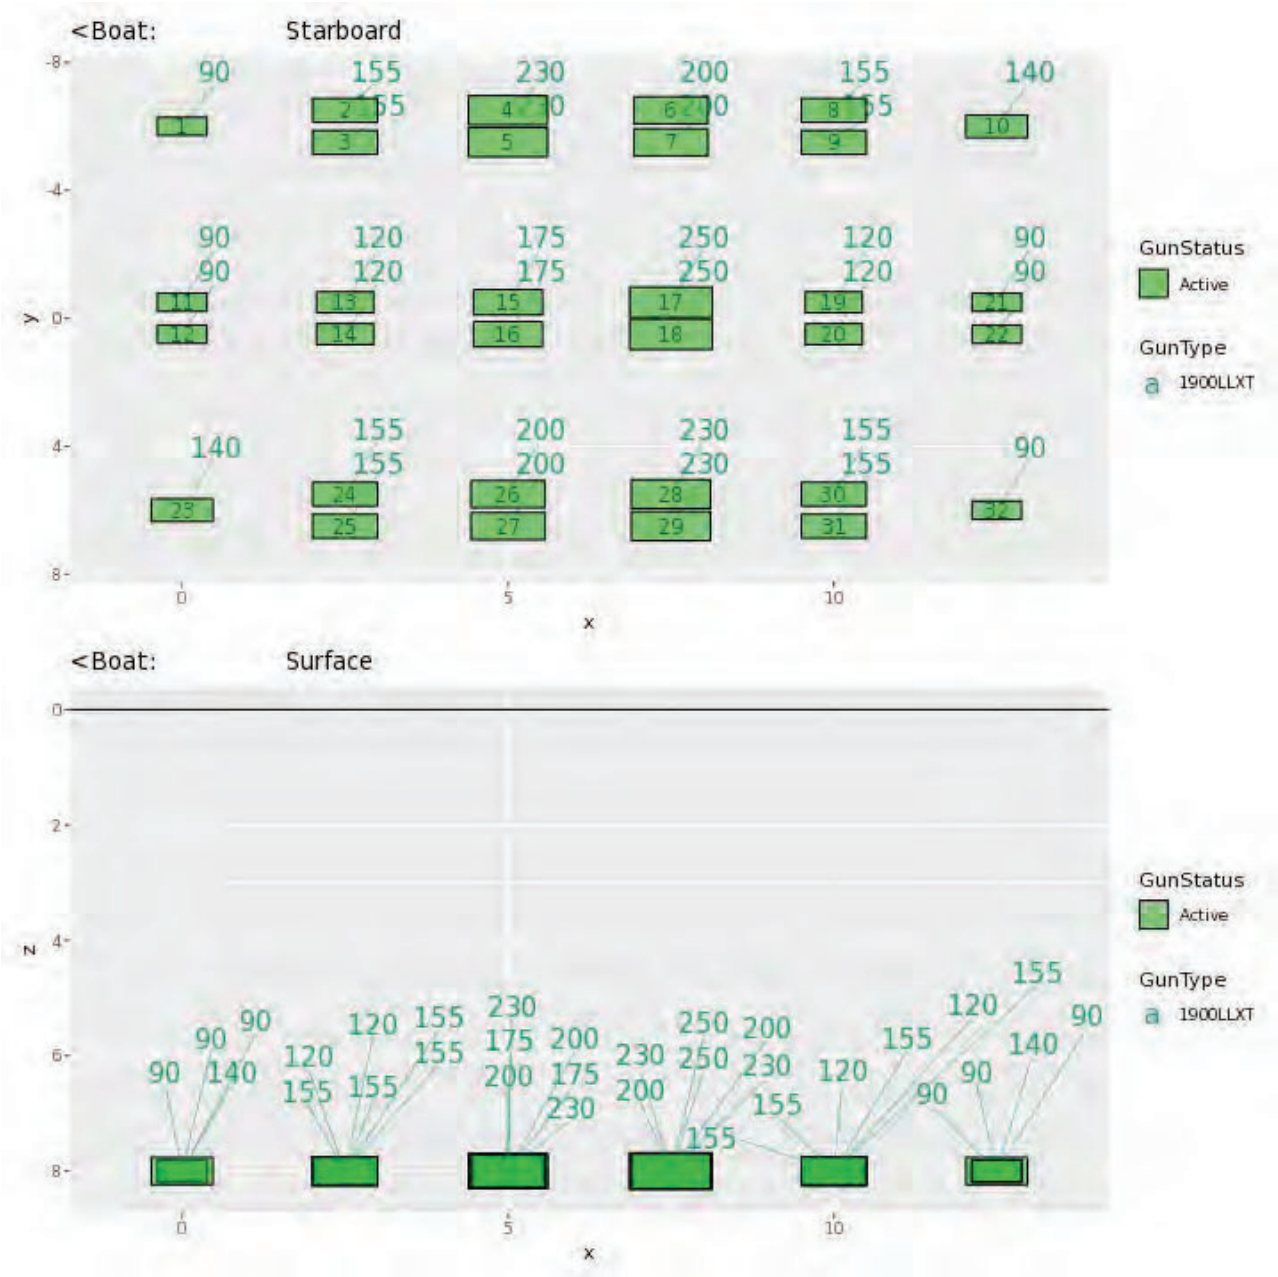 <Boat: Starboard
-8
90 155 230 200 155 140
155 230 200 155
1 2 4 6 8 10
3 5 7 9
-4
90 120 175 250 120 90
90 120 175 250 120 90
11 13 15 17 19 21
y 0
12 14 16 18 20 22
155 200 230 155
4 140 90
155 200 230 155
24 26 28 30
23 32
25 27 29 31
8
0 5 10
x
GunStatus
Active
GunType
a 1900LLXT
<Boat: Surface
0
2
z 4
155
230 120
90 120 155 250 200 90
90 175 200 155 140
6 120 155 230 250
90 140 200 175 230 120 90
155 155 200 90
230 155
155
8
0 5 10
x
GunStatus
Active
GunType
a 1900LLXT